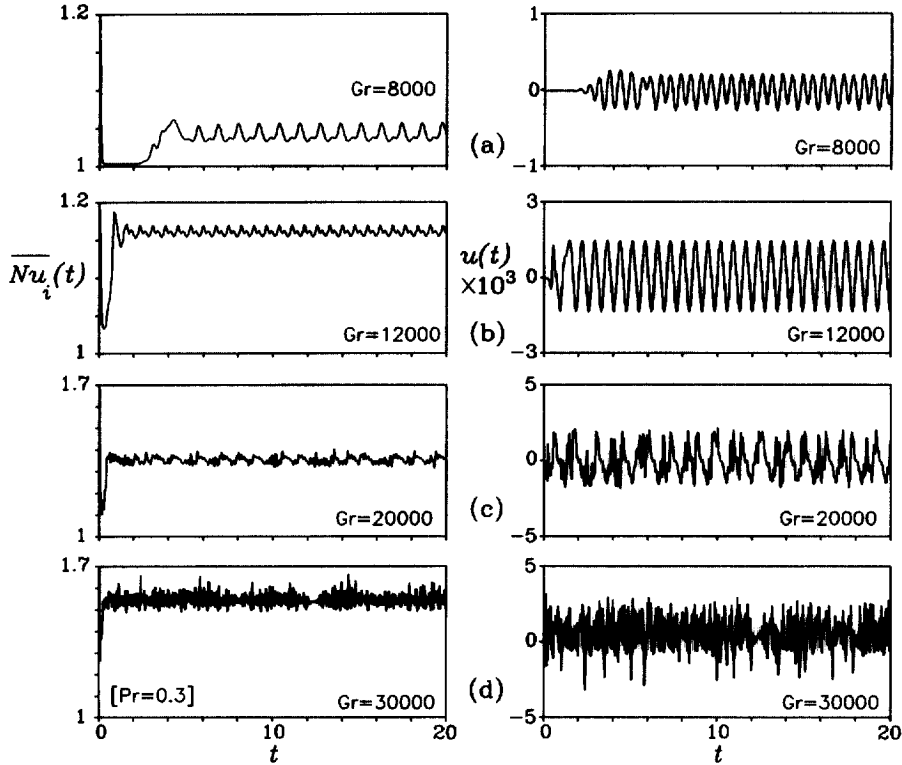 1.2
Gr=8000
1
1
0
-1
Gr=8000
(a)
1.2
Nu_i(t)
1
Gr=12000
3
u(t)
×10³
0
-3
Gr=12000
(b)
1.7
1
Gr=20000
5
0
-5
Gr=20000
(c)
1.7
1
[Pr=0.3]
Gr=30000
5
0
-5
Gr=30000
(d)
0 10 20
t
0 10 20
t